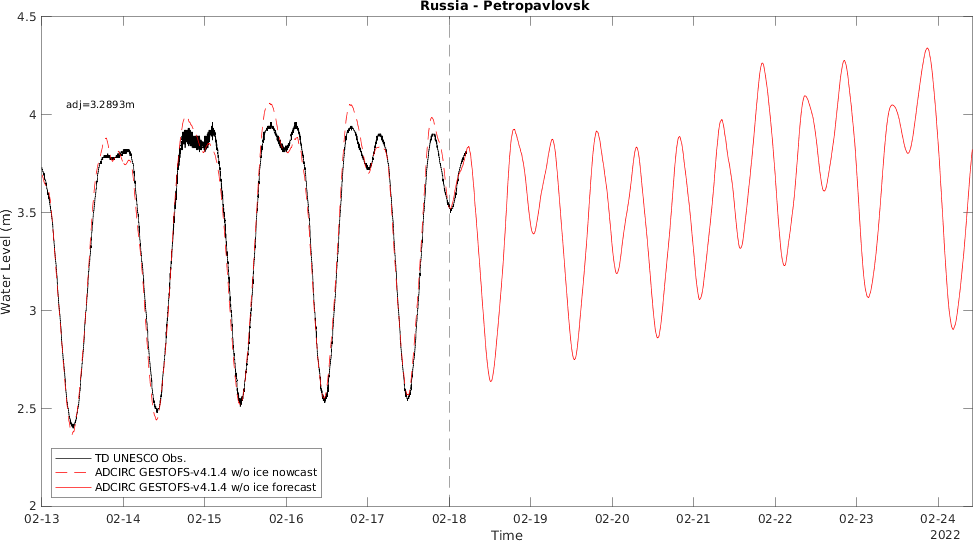 Russia - Petropavlovsk
4.5
4
3.5
3
2.5
2
Water Level (m)
adj=3.2893m
TD UNESCO Obs.
ADCIRC GESTOFS-v4.1.4 w/o ice nowcast
ADCIRC GESTOFS-v4.1.4 w/o ice forecast
02-13 02-14 02-15 02-16 02-17 02-18 02-19 02-20 02-21 02-22 02-23 02-24
Time
2022